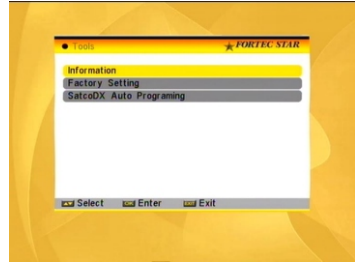 Tools
FORTEC STAR
Information
Factory Setting
SatcoDX Auto Programing
Select
Enter
Exit